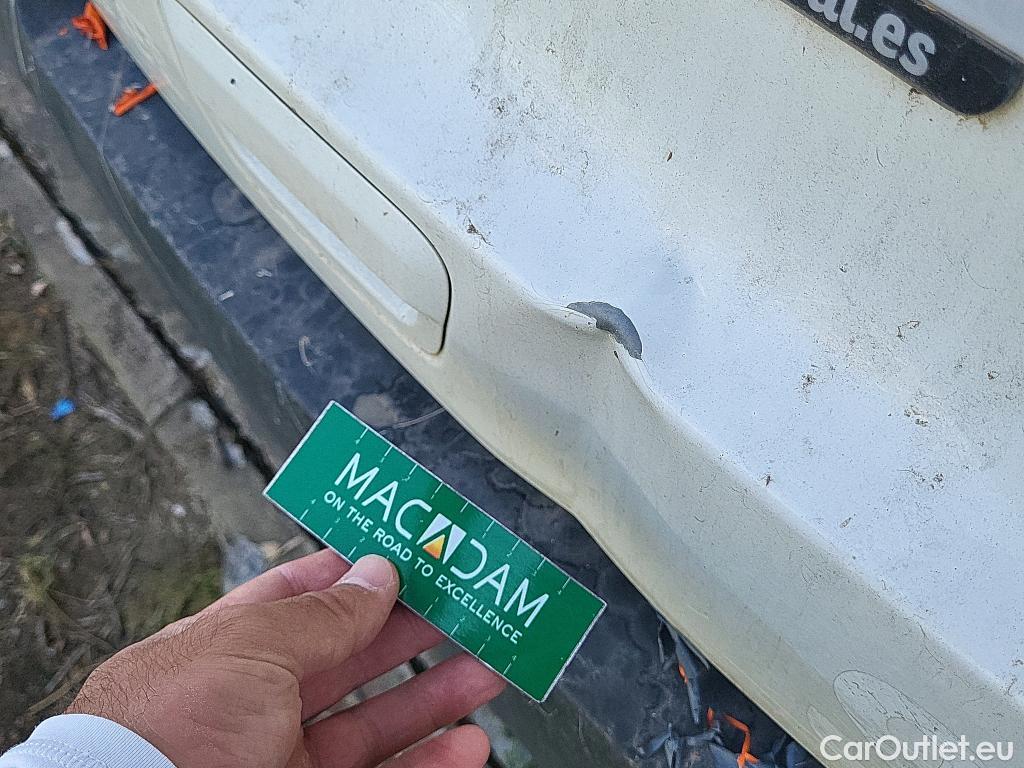 al.es
MACADAM
ON THE ROAD TO EXCELLENCE
CarOutlet.eu